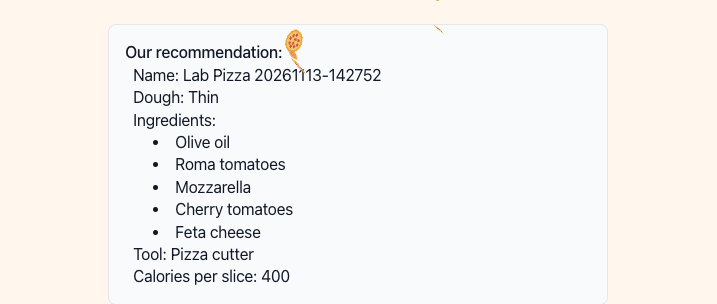 Our recommendation:
Name: Lab Pizza 20261113-142752
Dough: Thin
Ingredients:
• Olive oil
• Roma tomatoes
• Mozzarella
• Cherry tomatoes
• Feta cheese
Tool: Pizza cutter
Calories per slice: 400